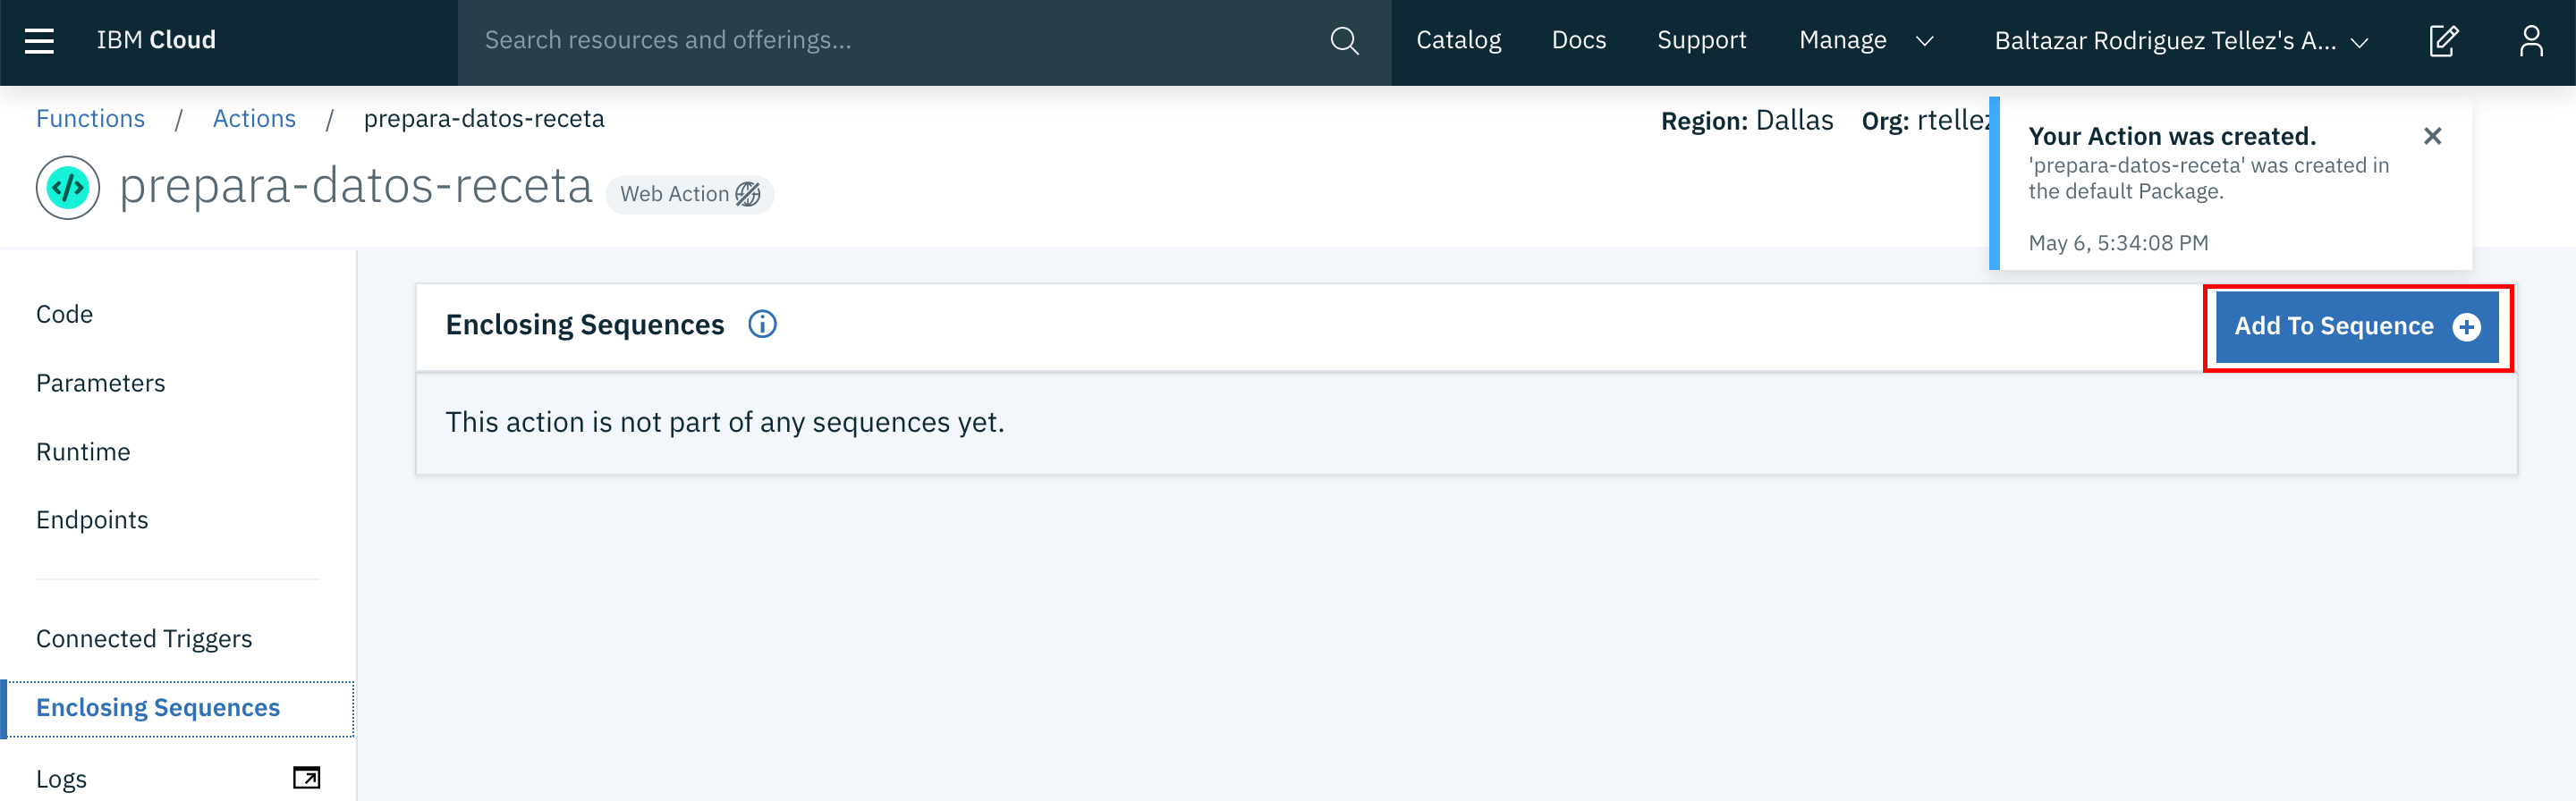 IBM Cloud
Search resources and offerings...
Catalog
Docs
Support
Manage
Baltazar Rodriguez Tellez's A...
Functions / Actions / prepara-datos-receta
Region: Dallas Org: rtellez
Your Action was created.
'prepara-datos-receta' was created in
the default Package.
May 6, 5:34:08 PM
prepara-datos-receta
Web Action
Code
Parameters
Runtime
Endpoints
Connected Triggers
Enclosing Sequences
Logs
Enclosing Sequences
Add To Sequence
This action is not part of any sequences yet.